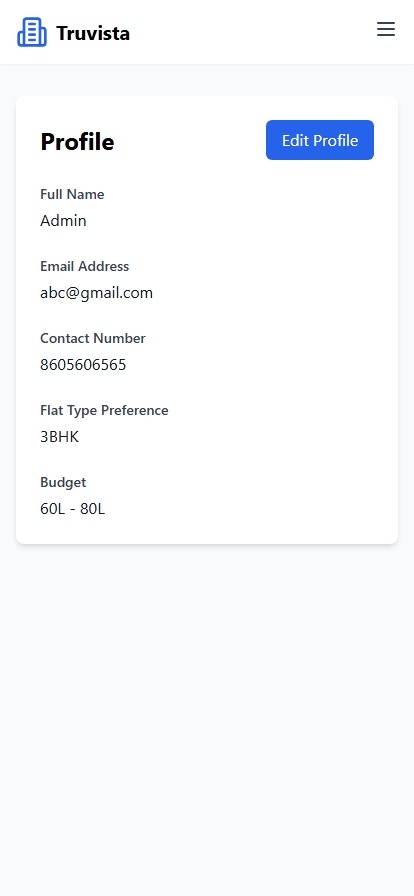 Truvista
Profile
Edit Profile
Full Name
Admin
Email Address
abc@gmail.com
Contact Number
8605606565
Flat Type Preference
3BHK
Budget
60L - 80L